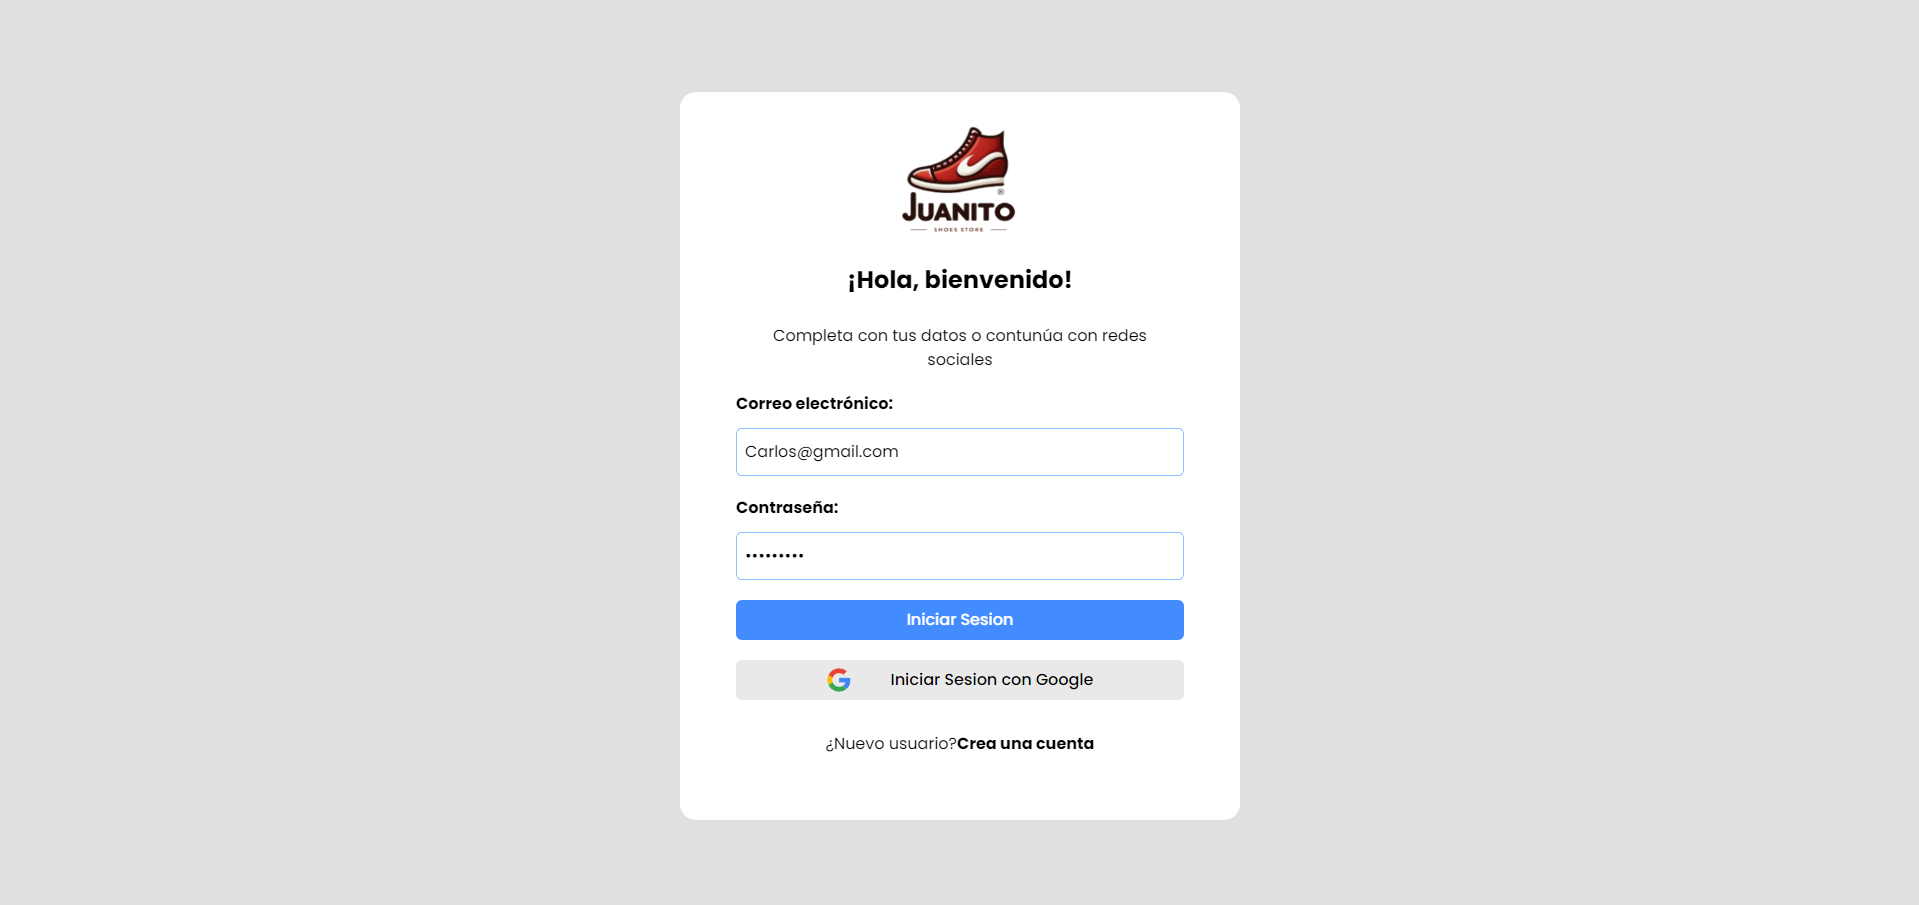 JUANITO
SHOES STORE
¡Hola, bienvenido!
Completa con tus datos o contunúa con redes
sociales
Correo electrónico:
Carlos@gmail.com
Contraseña:
•••••••••
Iniciar Sesion
Iniciar Sesion con Google
¿Nuevo usuario?Crea una cuenta